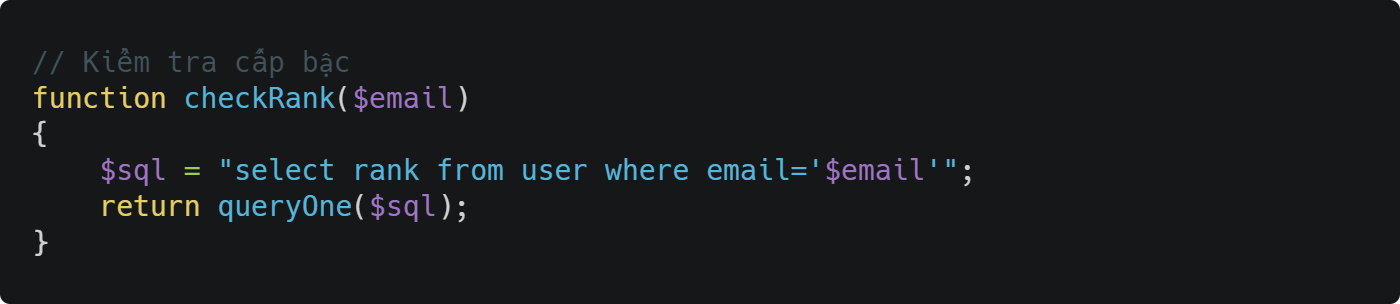 // Kiểm tra cấp bậc
function checkRank($email)
{
    $sql = "select rank from user where email='$email'";
    return queryOne($sql);
}